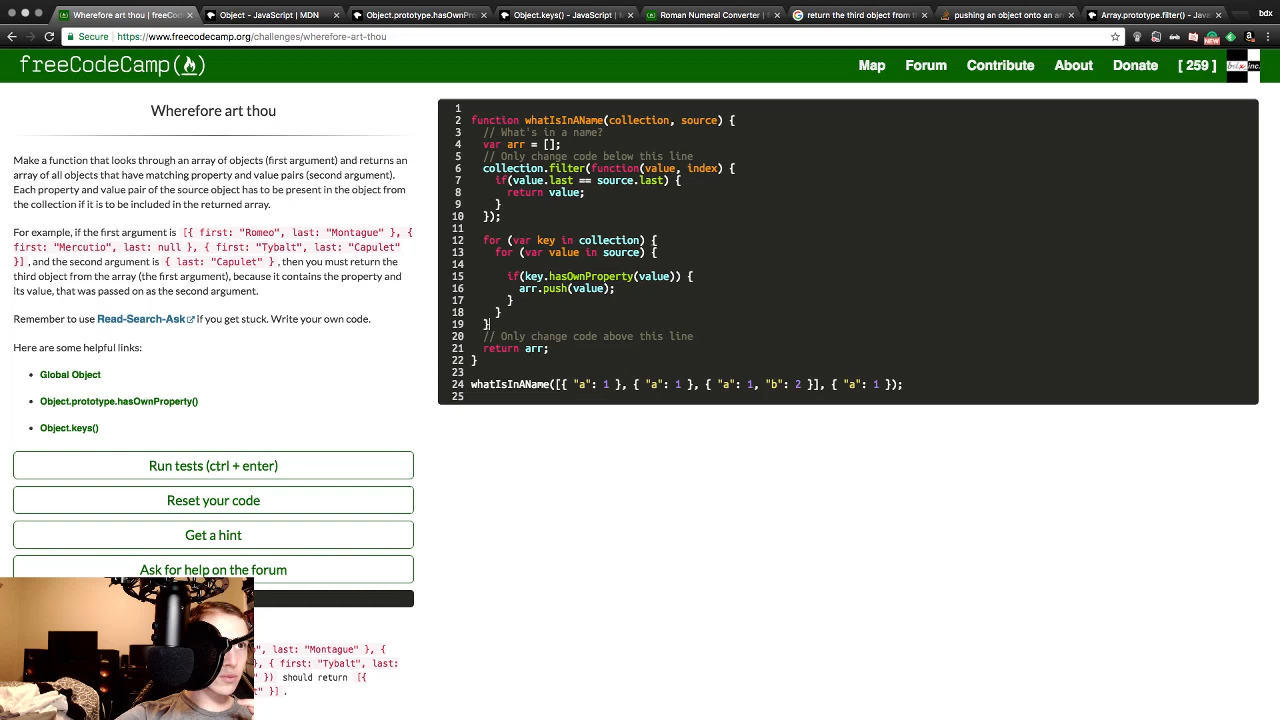 Wherefore art thou | freeCodeC
Object - JavaScript | MDN
Object.prototype.hasOwnPr
Object.keys() - JavaScript | M
Roman Numeral Converter |
return the third object from th
pushing an object onto an ar
Array.prototype.filter() - Java
bdx
Secure | https://www.freecodecamp.org/challenges/wherefore-art-thou
NEW
freeCodeCamp
Map
Forum
Contribute
About
Donate
[ 259 ]
bdx inc.
Wherefore art thou
Make a function that looks through an array of objects (first argument) and returns an
array of all objects that have matching property and value pairs (second argument).
Each property and value pair of the source object has to be present in the object from
the collection if it is to be included in the returned array.
For example, if the first argument is [{ first: "Romeo", last: "Montague" }, {
first: "Mercutio", last: null }, { first: "Tybalt", last: "Capulet"
}] , and the second argument is { last: "Capulet" } , then you must return the
third object from the array (the first argument), because it contains the property and
its value, that was passed on as the second argument.
Remember to use Read-Search-Ask if you get stuck. Write your own code.
Here are some helpful links:
Global Object
Object.prototype.hasOwnProperty()
Object.keys()
Run tests (ctrl + enter)
Reset your code
Get a hint
Ask for help on the forum
", last: "Montague" }, {
}, { first: "Tybalt", last:
" }) should return [{
" }] .
1
2 function whatIsInAName(collection, source) {
3 // What's in a name?
4 var arr = [];
5 // Only change code below this line
6 collection.filter(function(value, index) {
7 if(value.last == source.last) {
8 return value;
9 }
10 });
11
12 for (var key in collection) {
13 for (var value in source) {
14
15 if(key.hasOwnProperty(value)) {
16 arr.push(value);
17 }
18 }
19 }
20 // Only change code above this line
21 return arr;
22 }
23
24 whatIsInAName([{ "a": 1 }, { "a": 1 }, { "a": 1, "b": 2 }], { "a": 1 });
25